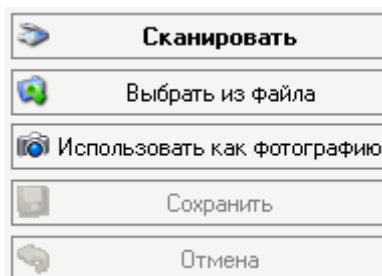 Сканировать
Выбрать из файла
Использовать как фотографию
Сохранить
Отмена